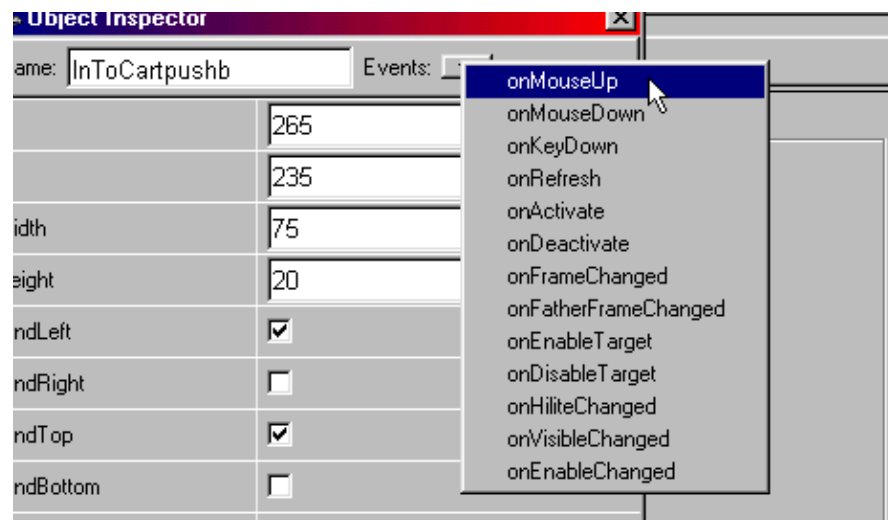 Object Inspector
ame: InToCartpushb Events:
onMouseUp
265 onMouseDown
onKeyDown
235 onRefresh
onActivate
idth 75 onDeactivate
eight 20 onFrameChanged
onFatherFrameChanged
ndLeft onEnableTarget
ndRight onDisableTarget
onHiliteChanged
ndTop onVisibleChanged
ndBottom onEnableChanged